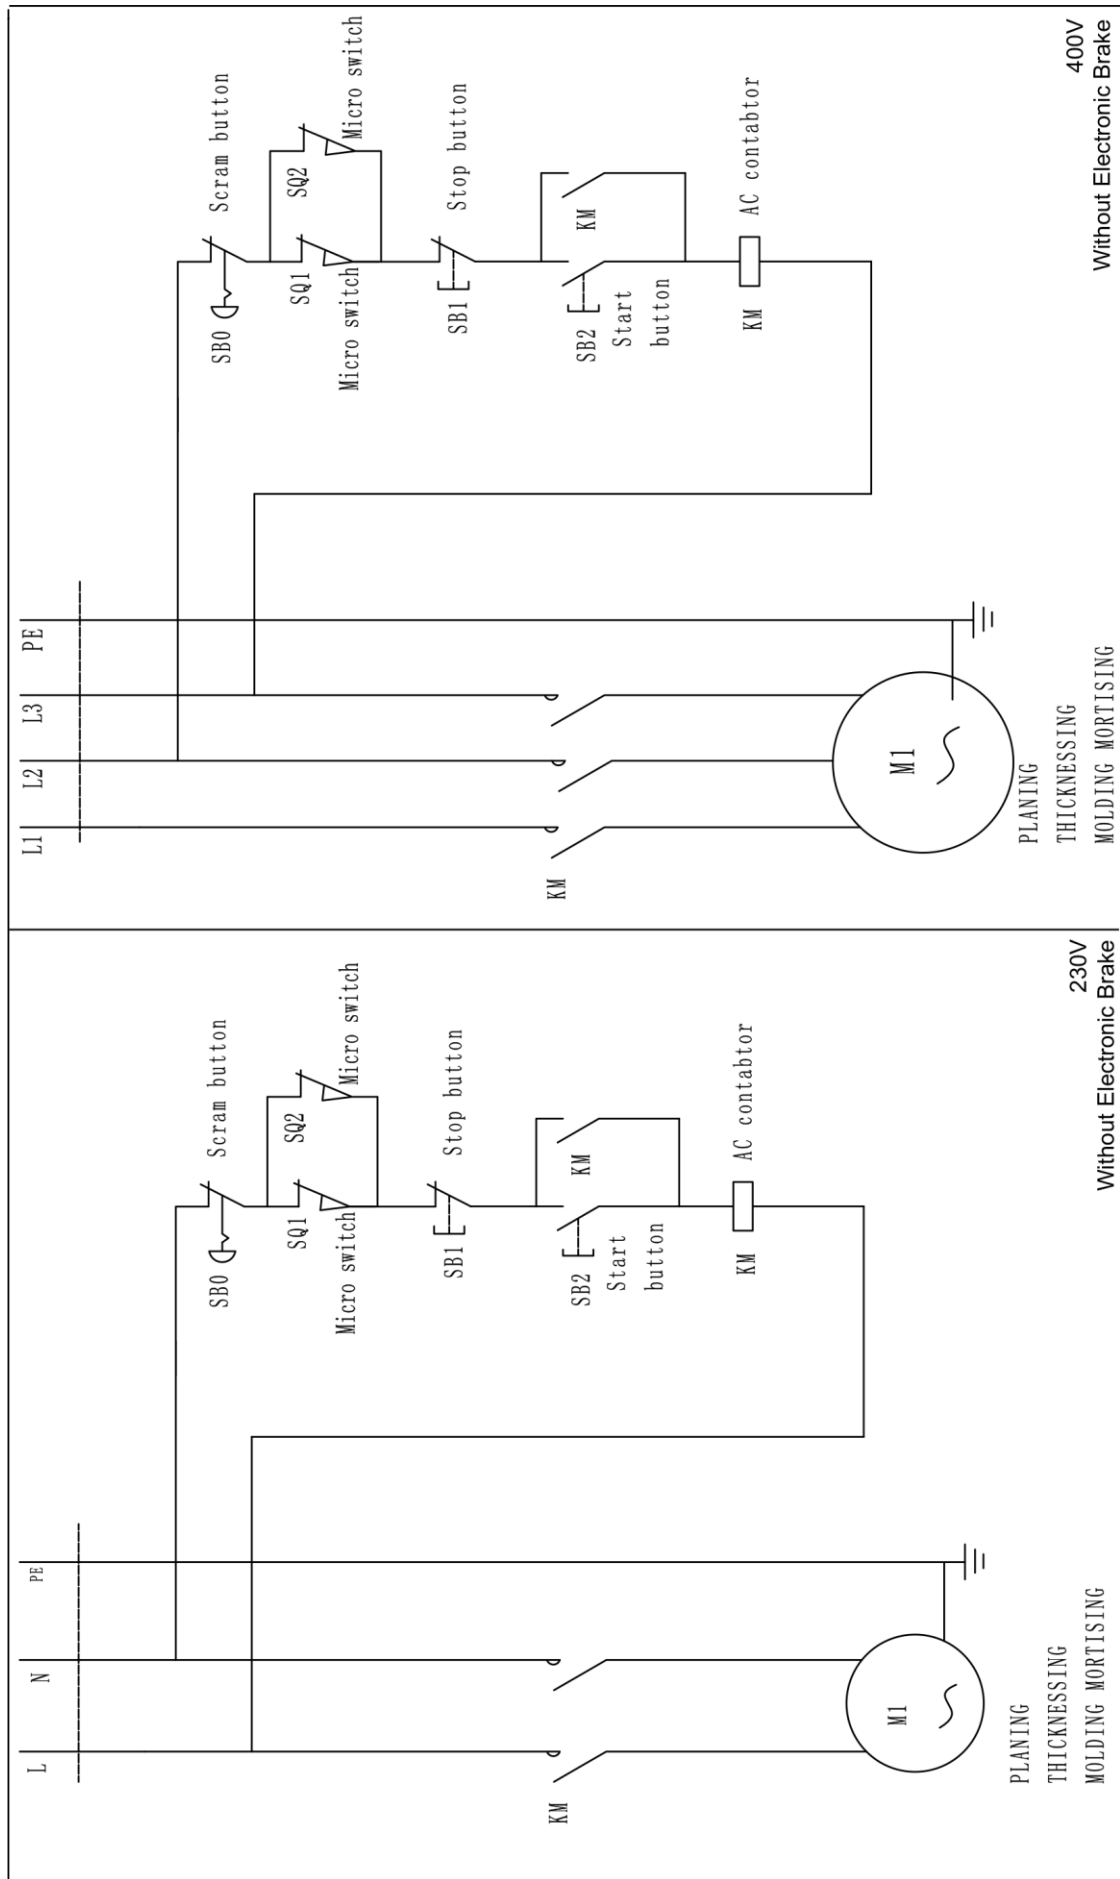 L1
L2
L3
PE
KM
M1
PLANING
THICKNESSING
MOLDING MORTISING
SB0
Scram button
SQ1
Micro switch
SQ2
Micro switch
SB1
Stop button
SB2
Start
button
KM
KM
AC contabtor
400V
Without Electronic Brake
L
N
PE
KM
M1
PLANING
THICKNESSING
MOLDING MORTISING
SB0
Scram button
SQ1
Micro switch
SQ2
Micro switch
SB1
Stop button
SB2
Start
button
KM
KM
AC contabtor
230V
Without Electronic Brake